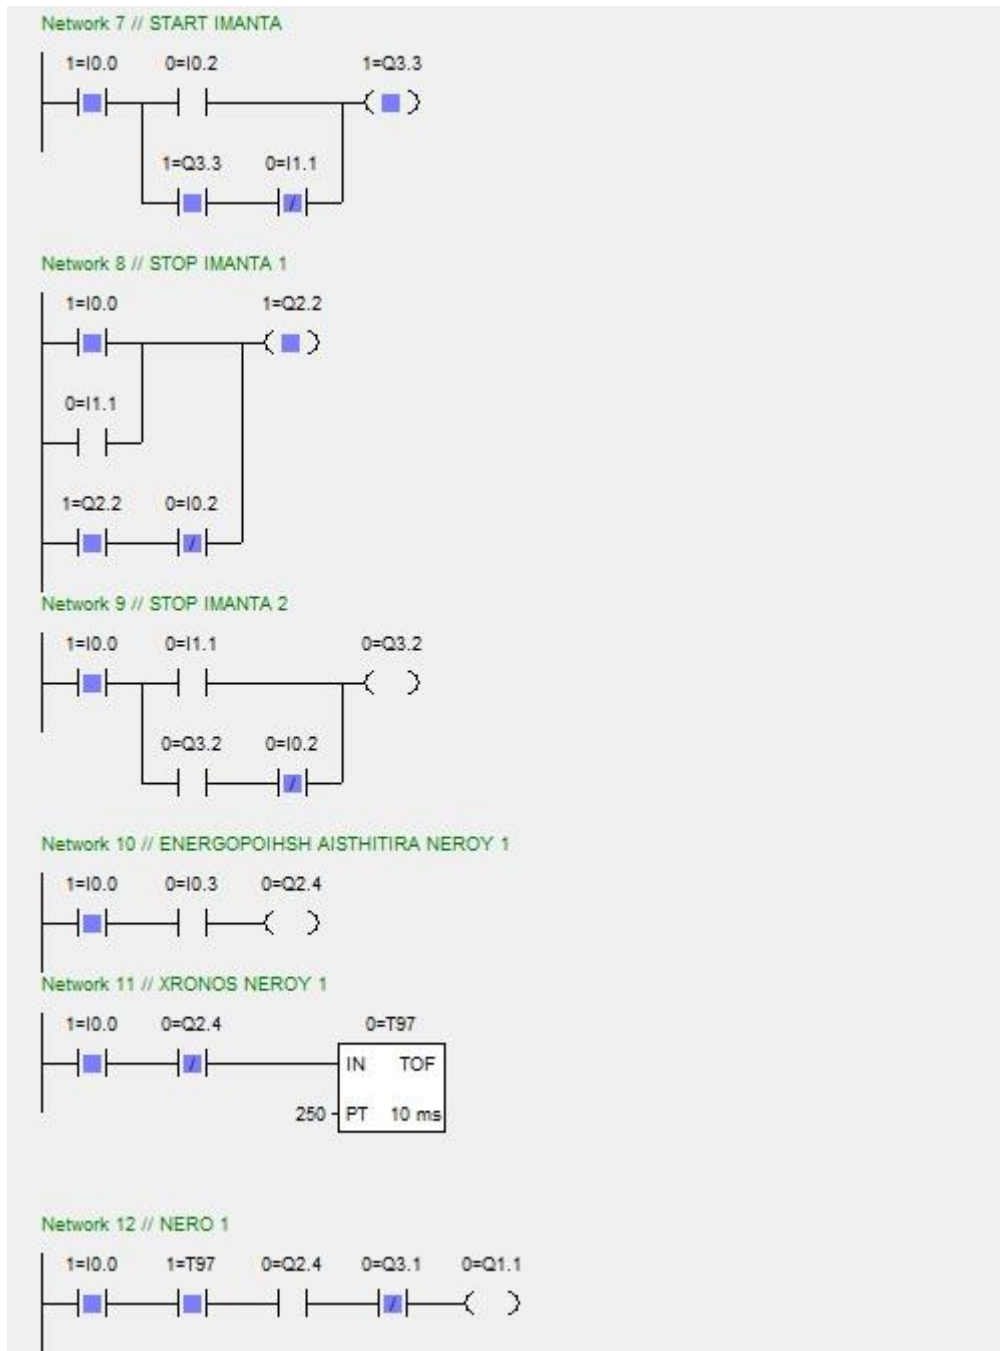 Network 7 // START IMANTA
1=I0.0 0=I0.2 1=Q3.3
1=Q3.3 0=I1.1
/
Network 8 // STOP IMANTA 1
1=I0.0 1=Q2.2
0=I1.1
1=Q2.2 0=I0.2
/
Network 9 // STOP IMANTA 2
1=I0.0 0=I1.1 0=Q3.2
0=Q3.2 0=I0.2
/
Network 10 // ENERGOPOIHSH AISTHITIRA NEROY 1
1=I0.0 0=I0.3 0=Q2.4
Network 11 // XRONOS NEROY 1
1=I0.0 0=Q2.4 0=T97
/ IN TOF
250 PT 10 ms
Network 12 // NERO 1
1=I0.0 1=T97 0=Q2.4 0=Q3.1 0=Q1.1
/